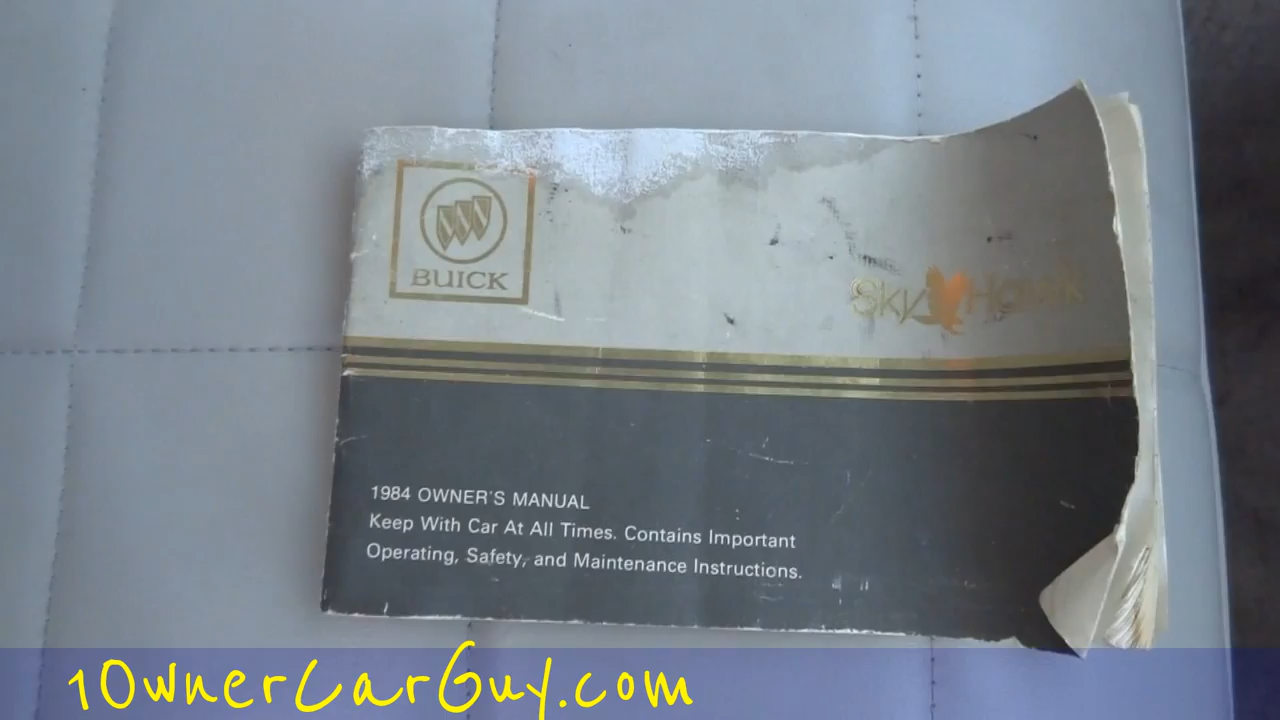 BUICK
SkyHawk
1984 OWNER'S MANUAL
Keep With Car At All Times. Contains Important
Operating, Safety, and Maintenance Instructions.
1OwnerCarGuy.com